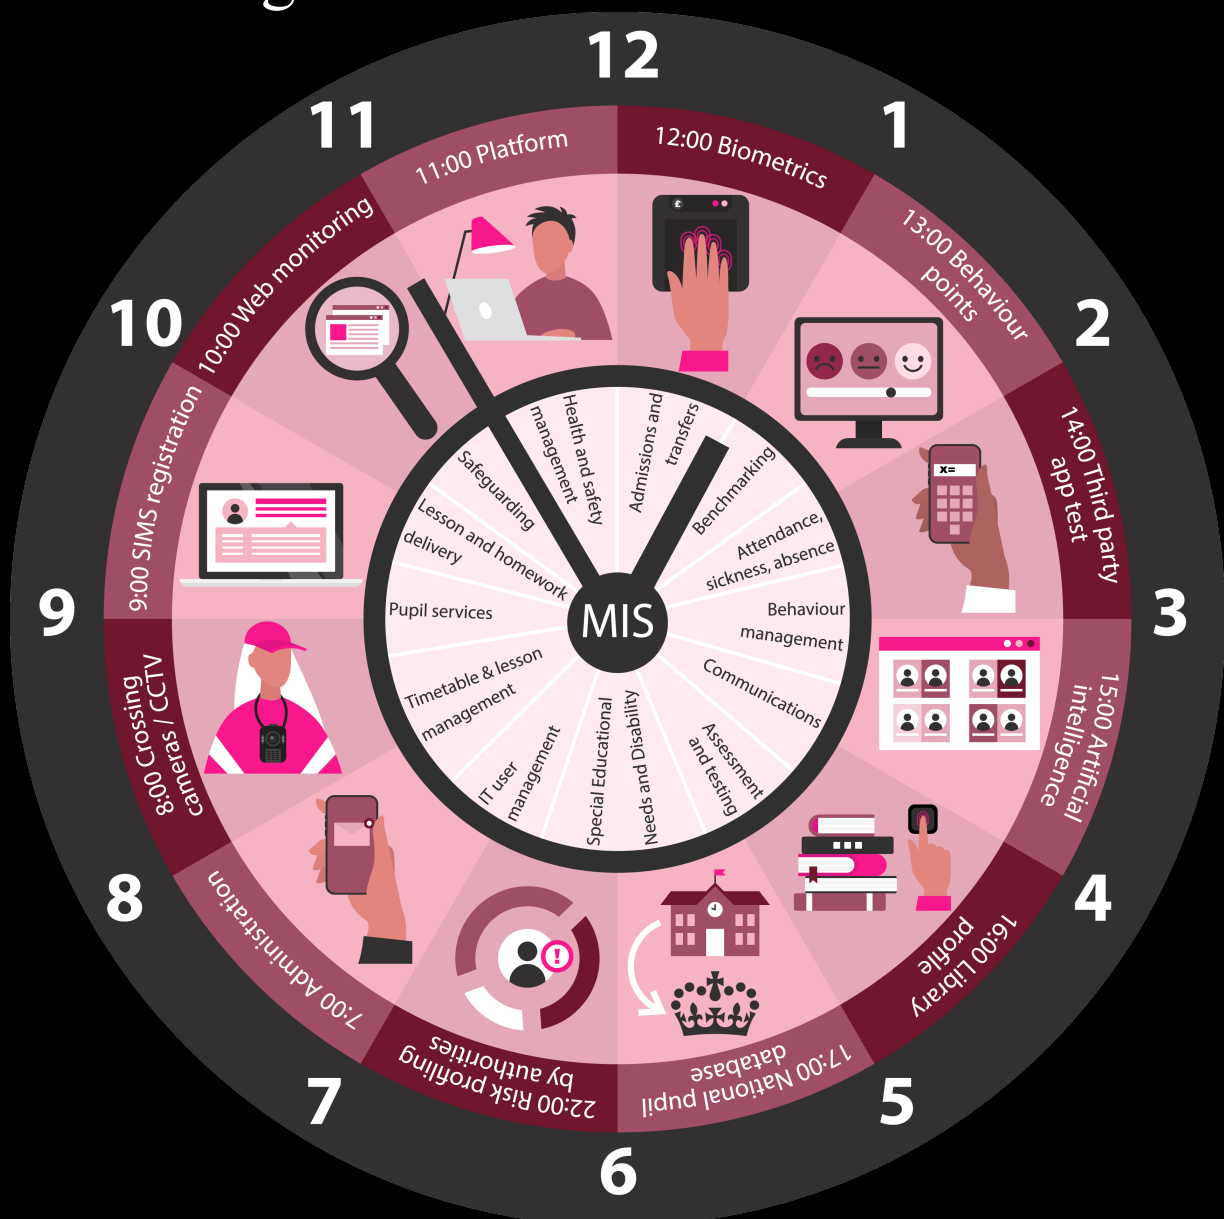 g
12
1
2
3
4
5
6
7
8
9
10
11
12:00 Biometrics
13:00 Behaviour
points
14:00 Third party
app test
15:00 Artificial
intelligence
16:00 Library
profile
17:00 National pupil
database
22:00 Risk profiling
by authorities
7:00 Administration
8:00 Crossing
cameras / CCTV
9:00 SIMS registration
10:00 Web monitoring
11:00 Platform
£
x=
!
MIS
Admissions and
transfers
Benchmarking
Attendance,
sickness, absence
Behaviour
management
Communications
Assessment
and testing
Special Educational
Needs and Disability
IT user
management
Timetable & lesson
management
Pupil services
Lesson and homework
delivery
Safeguarding
Health and safety
management